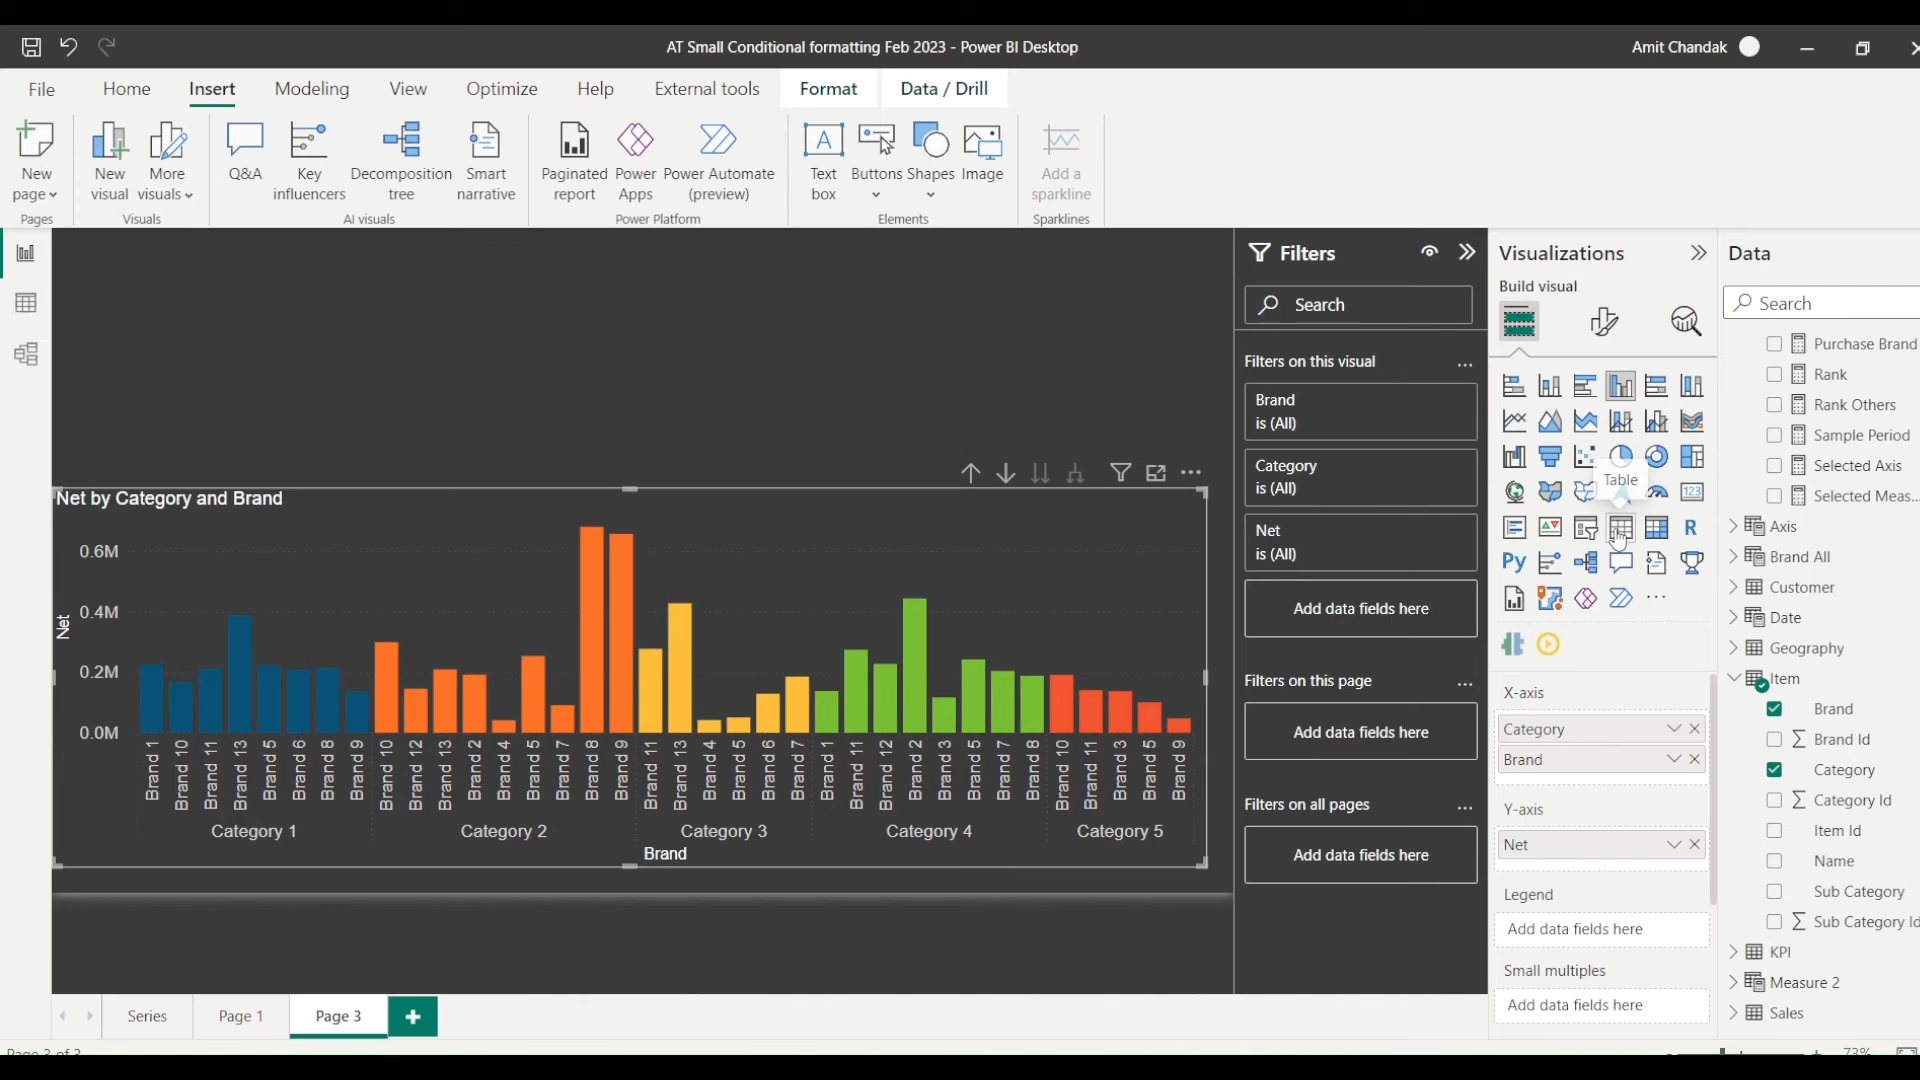 AT Small Conditional formatting Feb 2023 - Power BI Desktop
Amit Chandak
File Home Insert Modeling View Optimize Help External tools Format Data / Drill
New page
New visual
More visuals
Q&A
Key influencers
Decomposition tree
Smart narrative
Paginated report
Power Apps
Power Automate (preview)
Text box
Buttons
Shapes
Image
Add a sparkline
Pages
Visuals
AI visuals
Power Platform
Elements
Sparklines
Net by Category and Brand
Net
0.6M
0.4M
0.2M
0.0M
Brand 1 Brand 10 Brand 11 Brand 13 Brand 5 Brand 6 Brand 8 Brand 9 Brand 10 Brand 12 Brand 13 Brand 2 Brand 4 Brand 5 Brand 7 Brand 8 Brand 9 Brand 11 Brand 13 Brand 4 Brand 5 Brand 6 Brand 7 Brand 1 Brand 11 Brand 12 Brand 2 Brand 3 Brand 5 Brand 7 Brand 8 Brand 10 Brand 11 Brand 3 Brand 5 Brand 9
Category 1 Category 2 Category 3 Category 4 Category 5
Brand
Filters
Search
Filters on this visual
Brand
is (All)
Category
is (All)
Net
is (All)
Add data fields here
Filters on this page
Add data fields here
Filters on all pages
Add data fields here
Visualizations
Build visual
Table
123
R
Py
X-axis
Category
Brand
Y-axis
Net
Legend
Add data fields here
Small multiples
Add data fields here
Data
Search
Purchase Brand
Rank
Rank Others
Sample Period
Selected Axis
Selected Meas...
Axis
Brand All
Customer
Date
Geography
Item
Brand
Brand Id
Category
Category Id
Item Id
Name
Sub Category
Sub Category Id
KPI
Measure 2
Sales
Series Page 1 Page 3
Page 3 of 3
73%